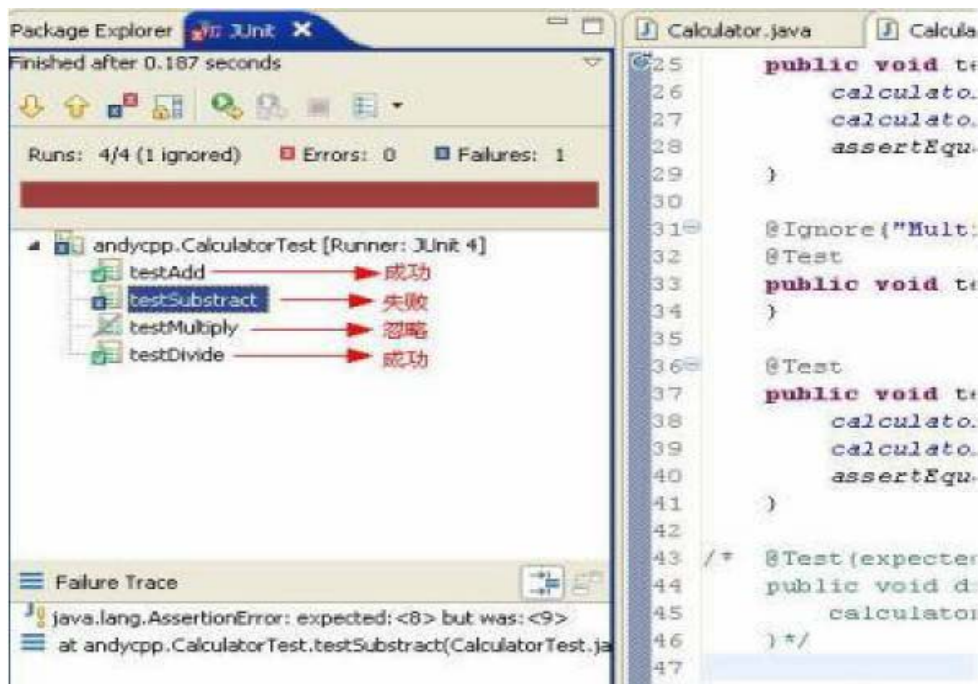 Package Explorer JUnit
Finished after 0.187 seconds
Runs: 4/4 (1 ignored) Errors: 0 Failures: 1
andycpp.CalculatorTest [Runner: JUnit 4]
testAdd 成功
testSubstract 失败
testMultiply 忽略
testDivide 成功
Failure Trace
java.lang.AssertionError: expected:<8> but was:<9>
at andycpp.CalculatorTest.testSubstract(CalculatorTest.ja
Calculator.java Calcula
25 public void te
26 calculato.
27 calculato.
28 assertEqu
29 }
30
31 @Ignore("Mult
32 @Test
33 public void te
34 }
35
36 @Test
37 public void te
38 calculato.
39 calculato.
40 assertEqu
41 }
42
43 /* @Test(expected
44 public void d
45 calculator
46 }*/
47